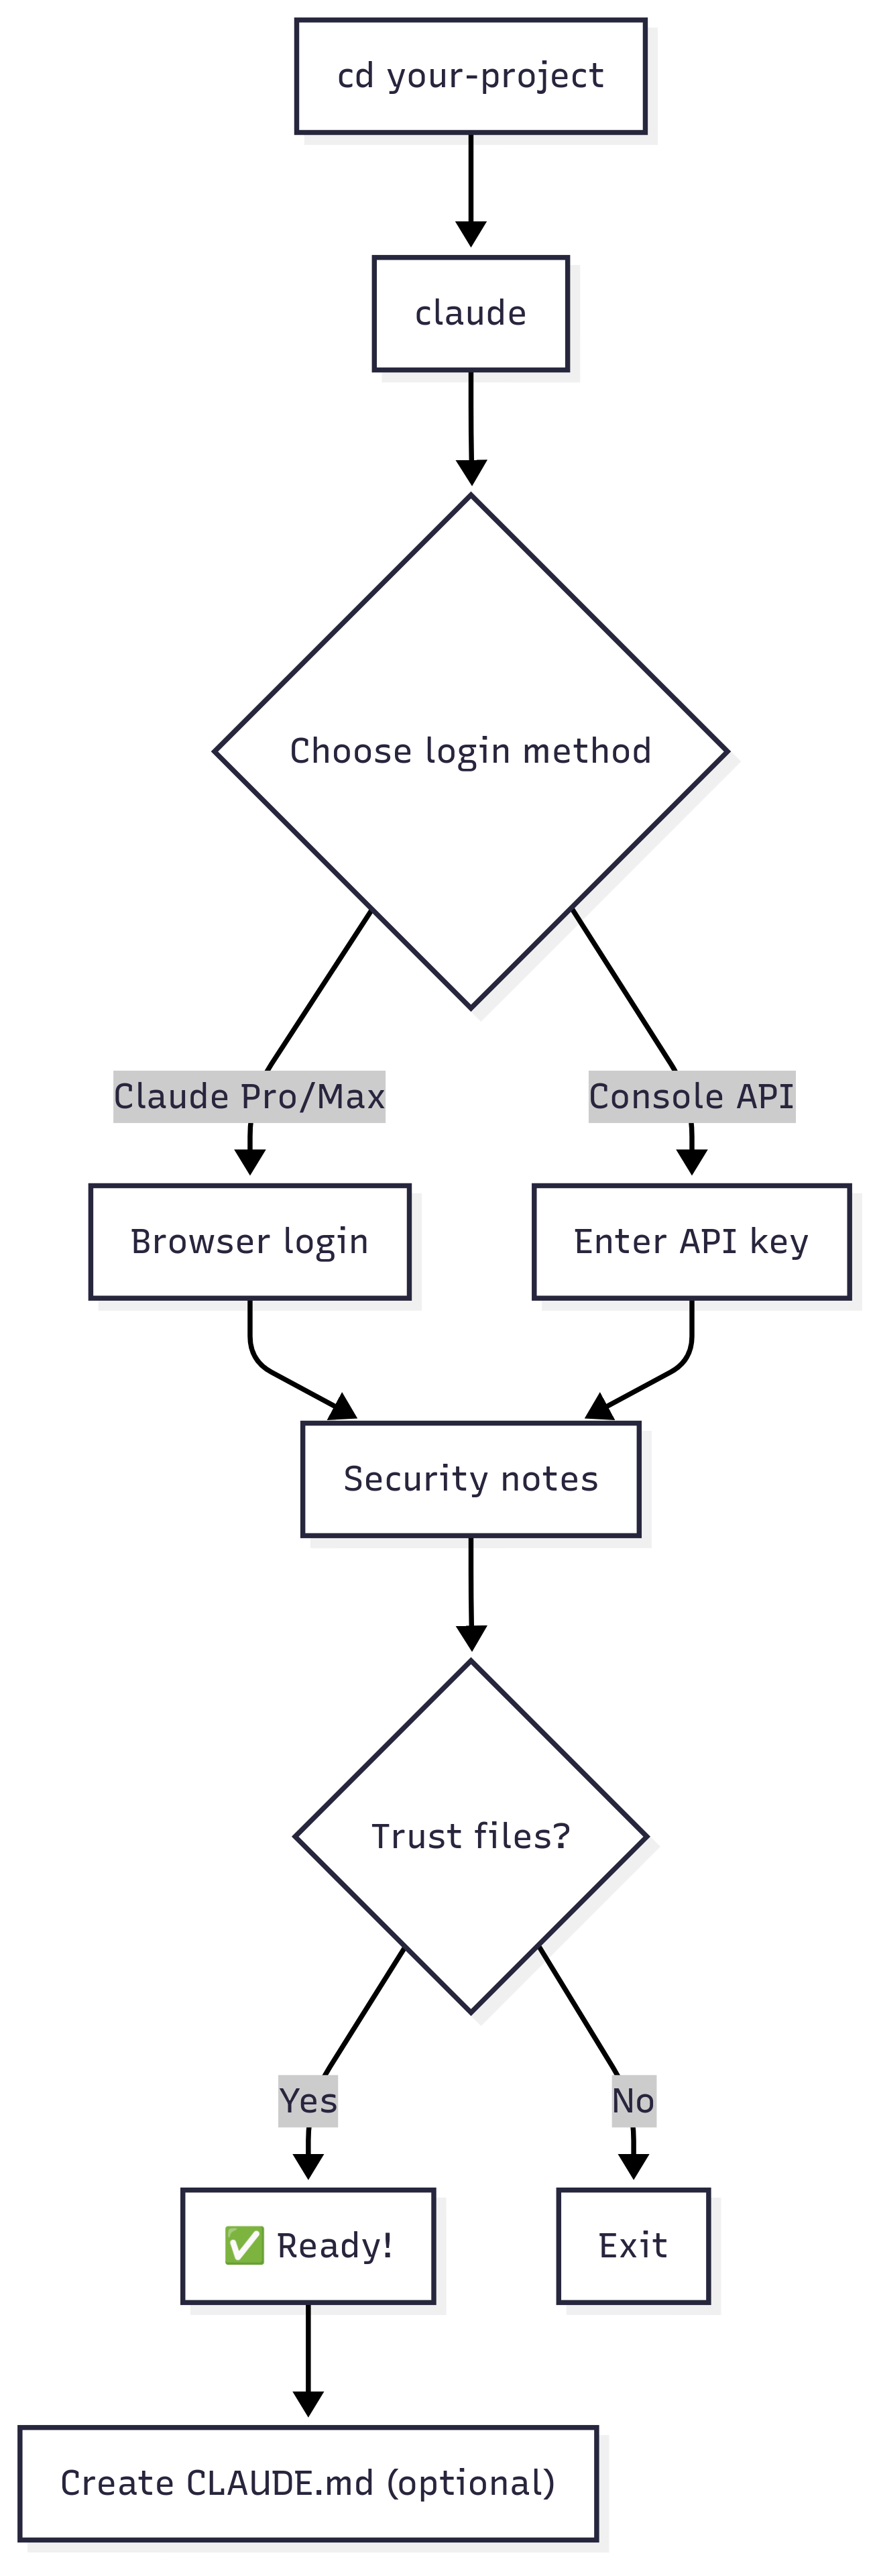 cd your-project
claude
Choose login method
Claude Pro/Max
Console API
Browser login
Enter API key
Security notes
Trust files?
Yes
No
✅ Ready!
Exit
Create CLAUDE.md (optional)